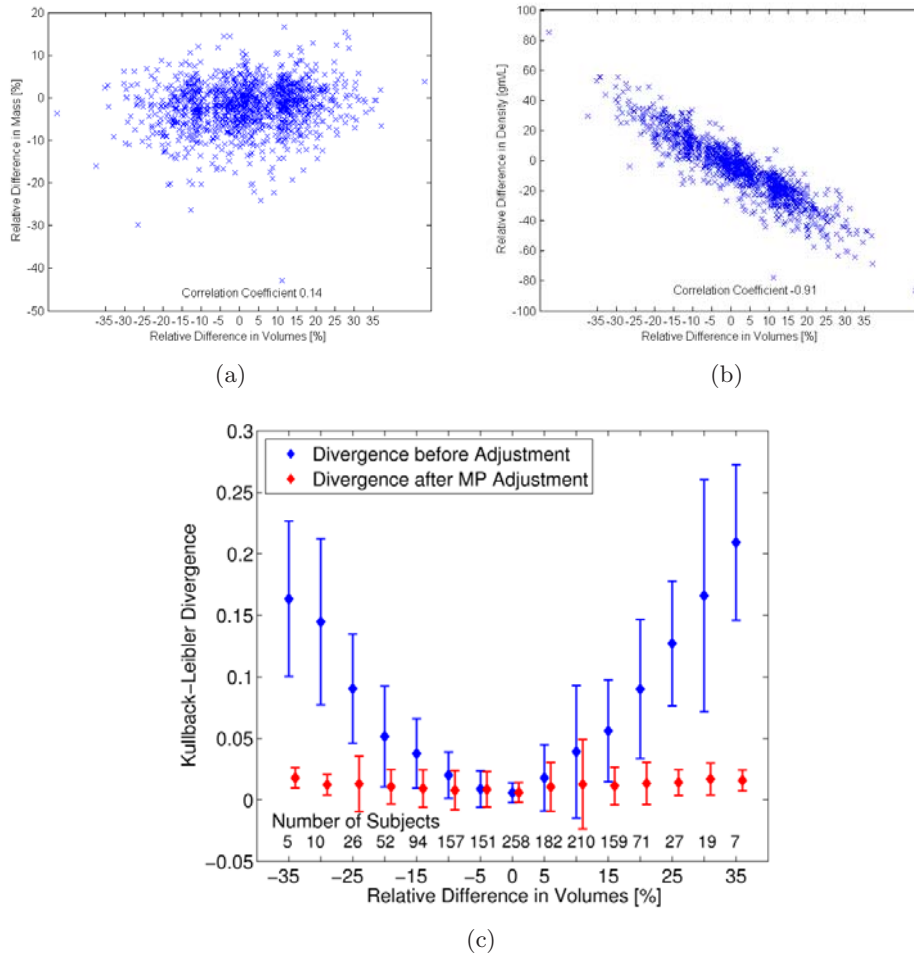 20
10
0
-10
-20
-30
-40
-50
Relative Difference in Mass [%]
Correlation Coefficient 0.14
-35 -30 -25 -20 -15 -10 -5 0 5 10 15 20 25 30 35
Relative Difference in Volumes [%]
(a)
100
80
60
40
20
0
-20
-40
-60
-80
-100
Relative Difference in Density [gm/L]
Correlation Coefficient -0.91
-35 -30 -25 -20 -15 -10 -5 0 5 10 15 20 25 30 35
Relative Difference in Volumes [%]
(b)
0.3
0.25
0.2
0.15
0.1
0.05
0
−0.05
Kullback−Leibler Divergence
Divergence before Adjustment
Divergence after MP Adjustment
Number of Subjects
5 10 26 52 94 157 151 258 182 210 159 71 27 19 7
−35 −25 −15 −5 0 5 15 25 35
Relative Difference in Volumes [%]
(c)